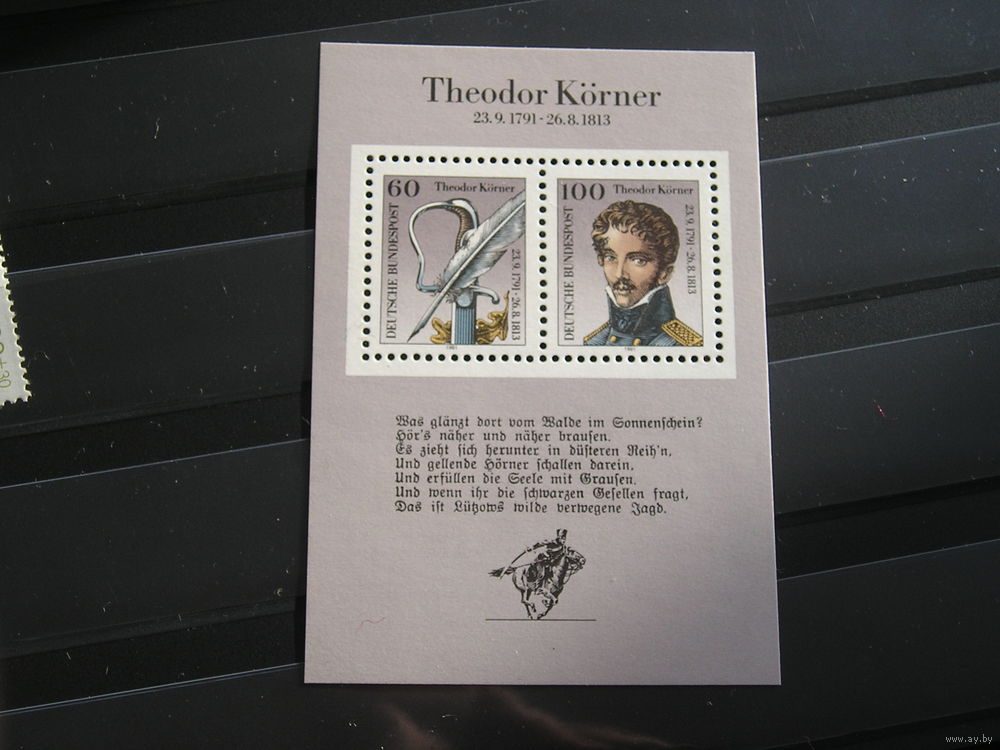 Theodor Körner
23.9.1791 - 26.8.1813
60 Theodor Körner
DEUTSCHE BUNDESPOST
23.9.1791 - 26.8.1813
1991
100 Theodor Körner
DEUTSCHE BUNDESPOST
23.9.1791 - 26.8.1813
1991
Was glänzt dort vom Walde im Sonnenschein?
Hör's näher und näher brausen.
Es zieht sich herunter in düsteren Reih'n,
Und gellende Hörner schallen darein,
Und erfüllen die Seele mit Grausen.
Und wenn ihr die schwarzen Gesellen fragt,
Das ist Lützows wilde verwegene Jagd.
+30
www.ay.by